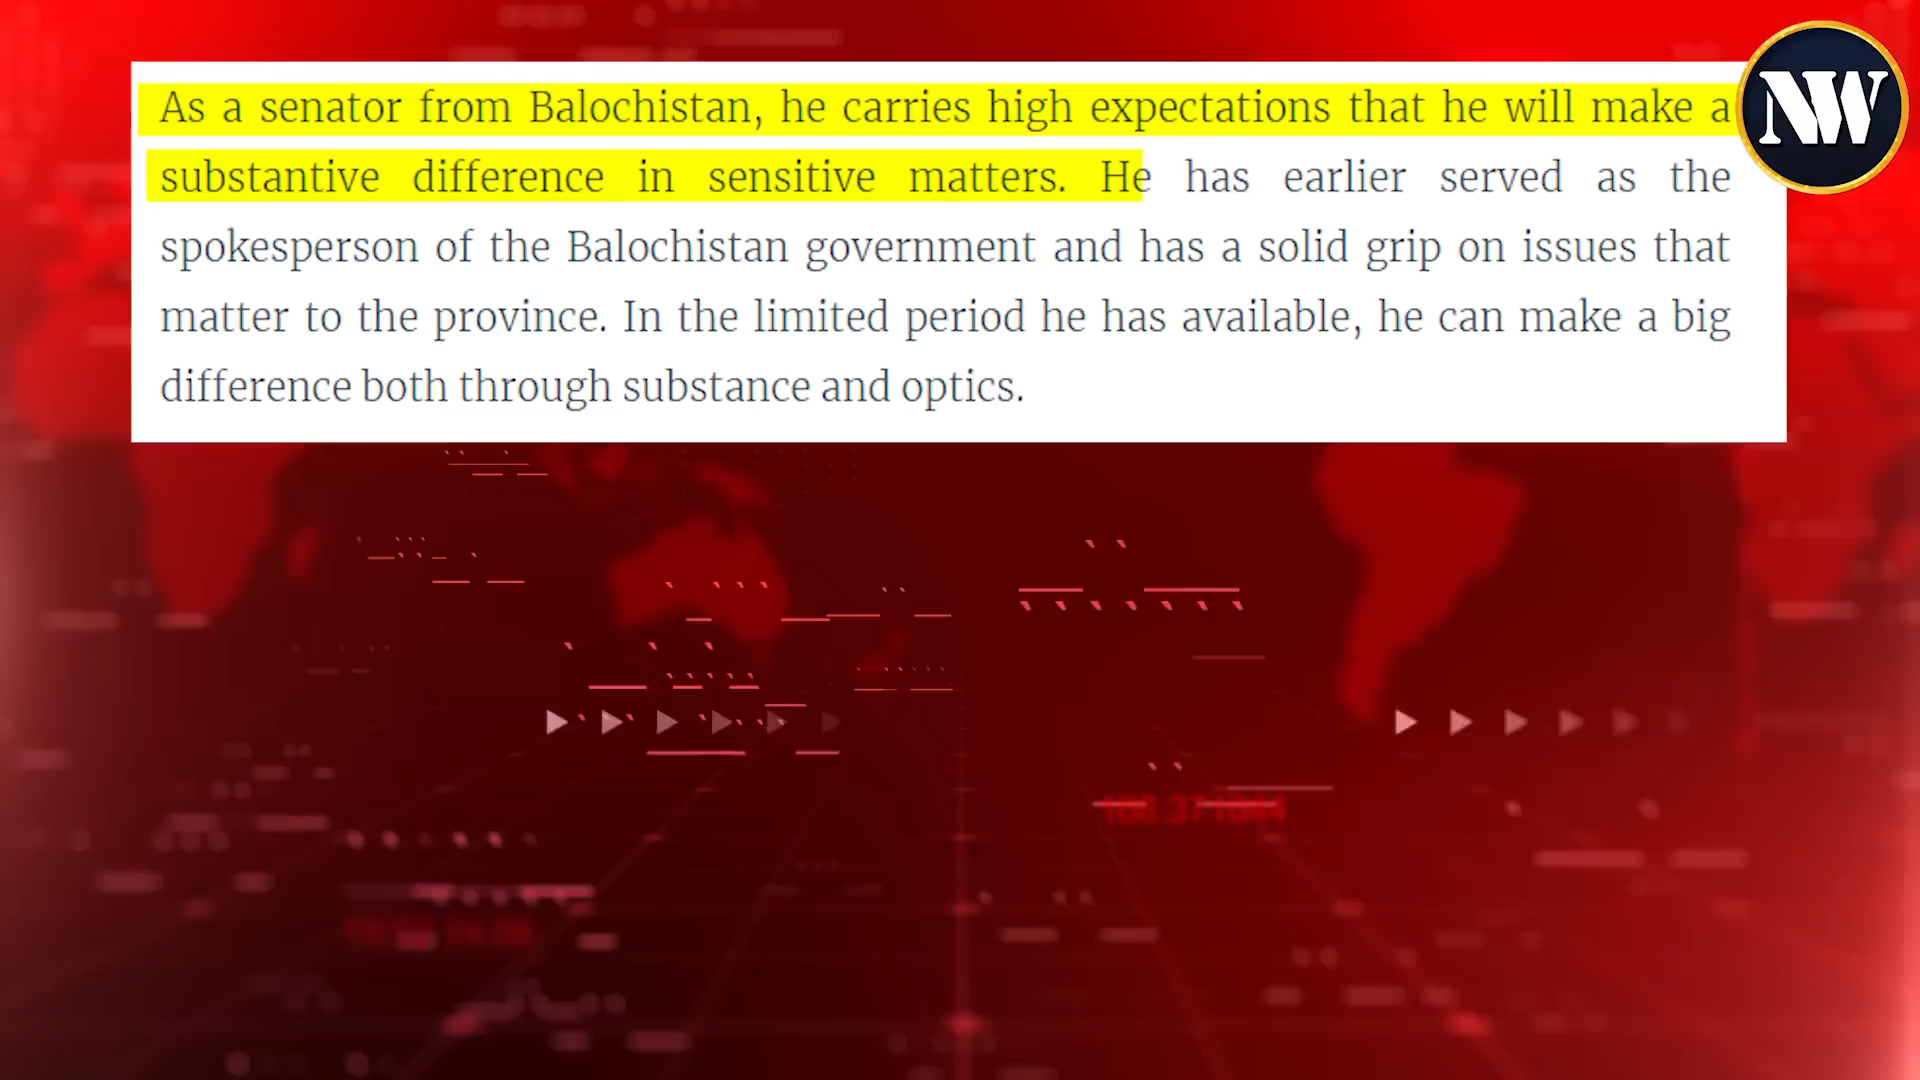 As a senator from Balochistan, he carries high expectations that he will make a
substantive difference in sensitive matters. He has earlier served as the
spokesperson of the Balochistan government and has a solid grip on issues that
matter to the province. In the limited period he has available, he can make a big
difference both through substance and optics.
NW